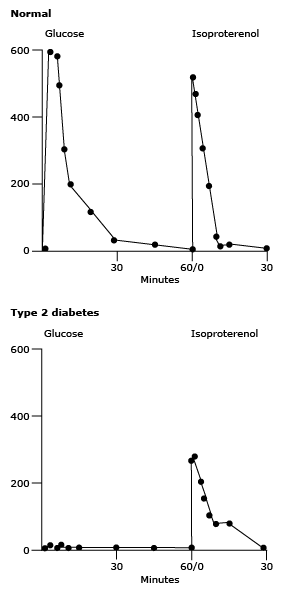 Normal
Glucose Isoproterenol
600
400
200
0
30 60/0 30
Minutes
Type 2 diabetes
Glucose Isoproterenol
600
400
200
0
30 60/0 30
Minutes